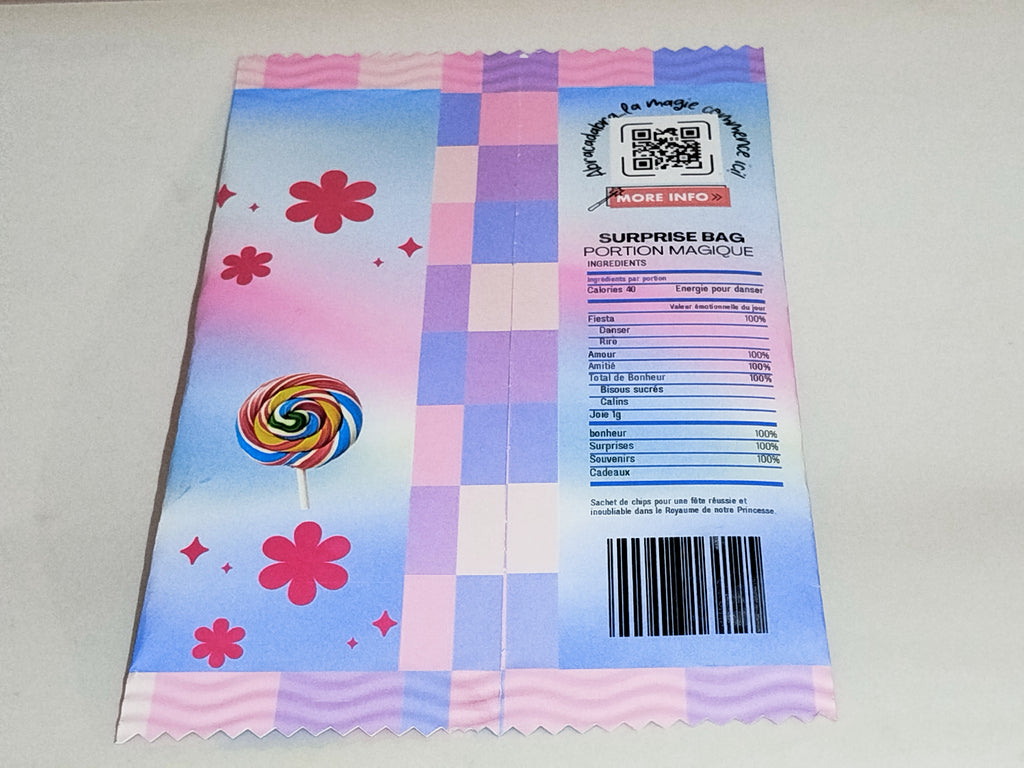 Abracadabra la magie commence ici!
MORE INFO »
SURPRISE BAG
PORTION MAGIQUE
INGREDIENTS
Ingrédients par portion
Calories 40 Energie pour danser
Valeur émotionnelle du jour
Fiesta 100%
Danser
Rire
Amour 100%
Amitié 100%
Total de Bonheur 100%
Bisous sucrés
Calins
Joie 1g
bonheur 100%
Surprises 100%
Souvenirs 100%
Cadeaux
Sachet de chips pour une fête réussie et
inoubliable dans le Royaume de notre Princesse.